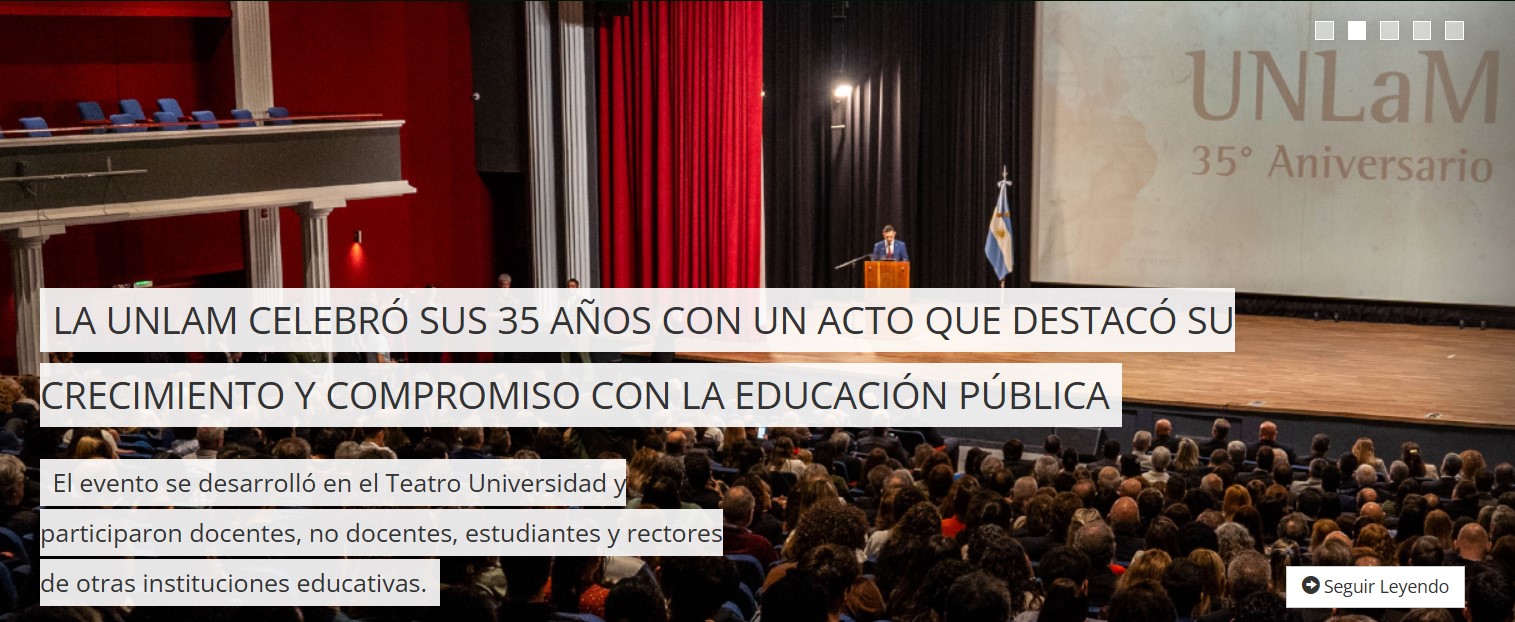 UNLaM
35° Aniversario
LA UNLAM CELEBRÓ SUS 35 AÑOS CON UN ACTO QUE DESTACÓ SU
CRECIMIENTO Y COMPROMISO CON LA EDUCACIÓN PÚBLICA
El evento se desarrolló en el Teatro Universidad y
participaron docentes, no docentes, estudiantes y rectores
de otras instituciones educativas.
Seguir Leyendo